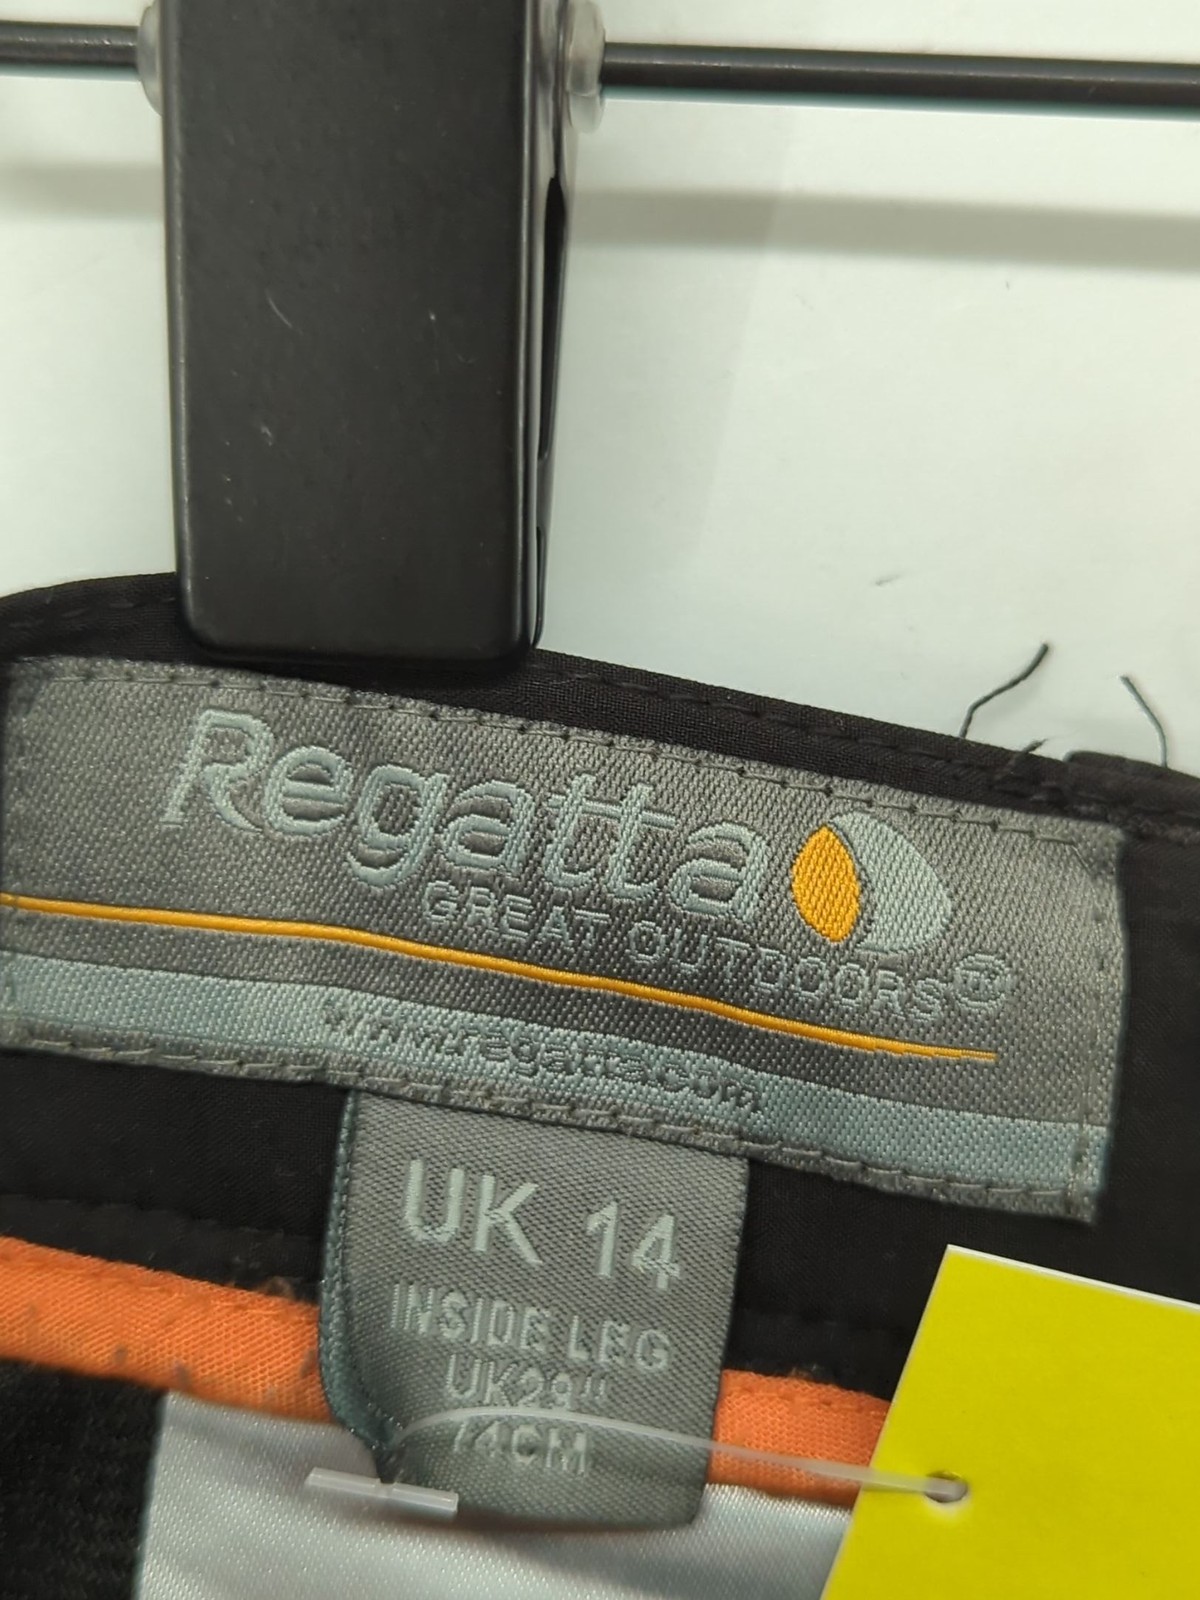 Regatta
GREAT OUTDOORS®
www.regatta.com
UK 14
INSIDE LEG
UK29"
74CM